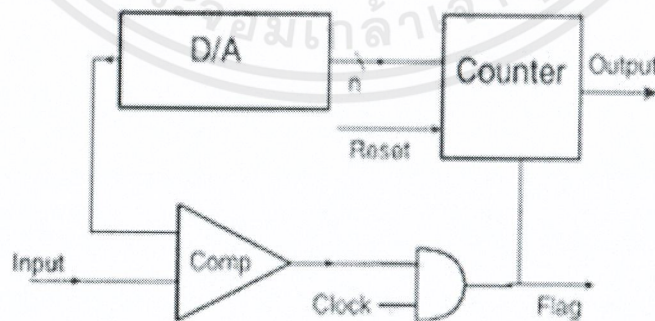 D/A
n
Counter
Output
Reset
Input
Comp
Clock
Flag